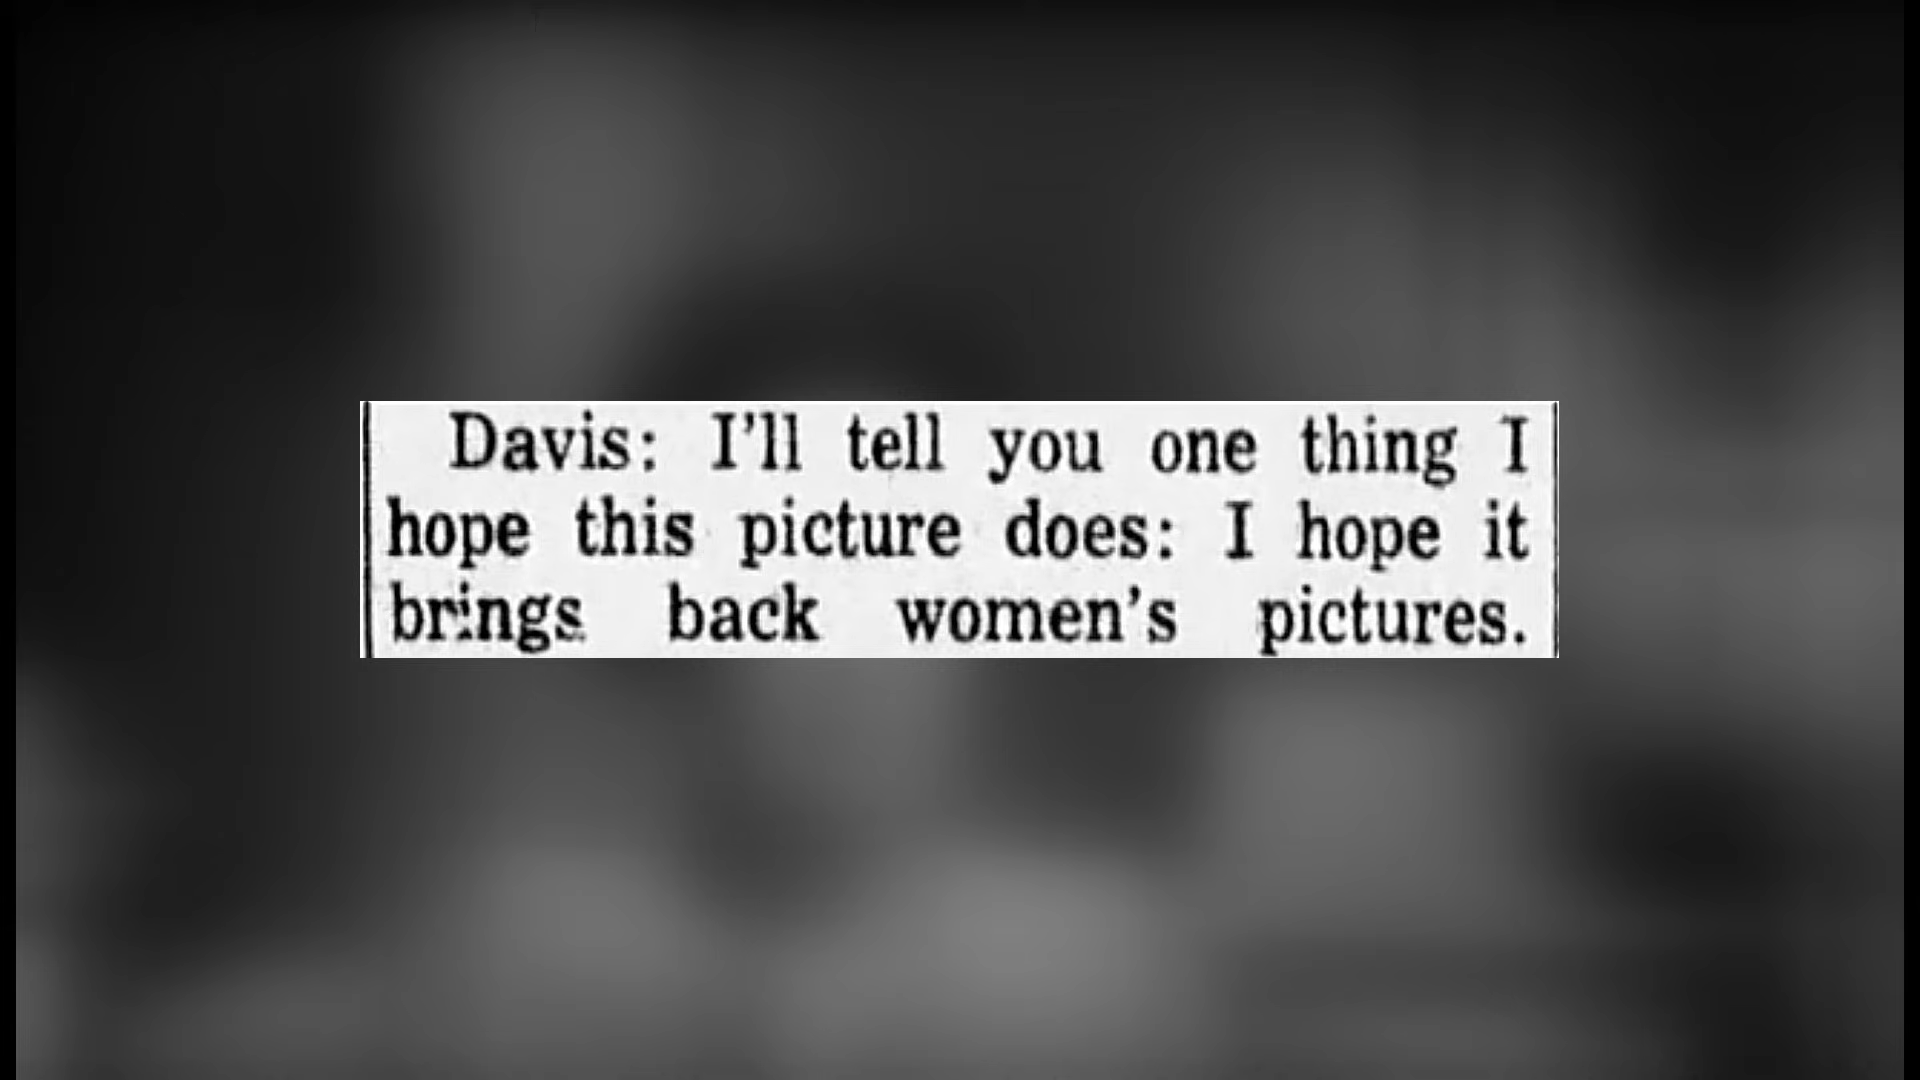 Davis: I'll tell you one thing I
hope this picture does: I hope it
brings back women's pictures.